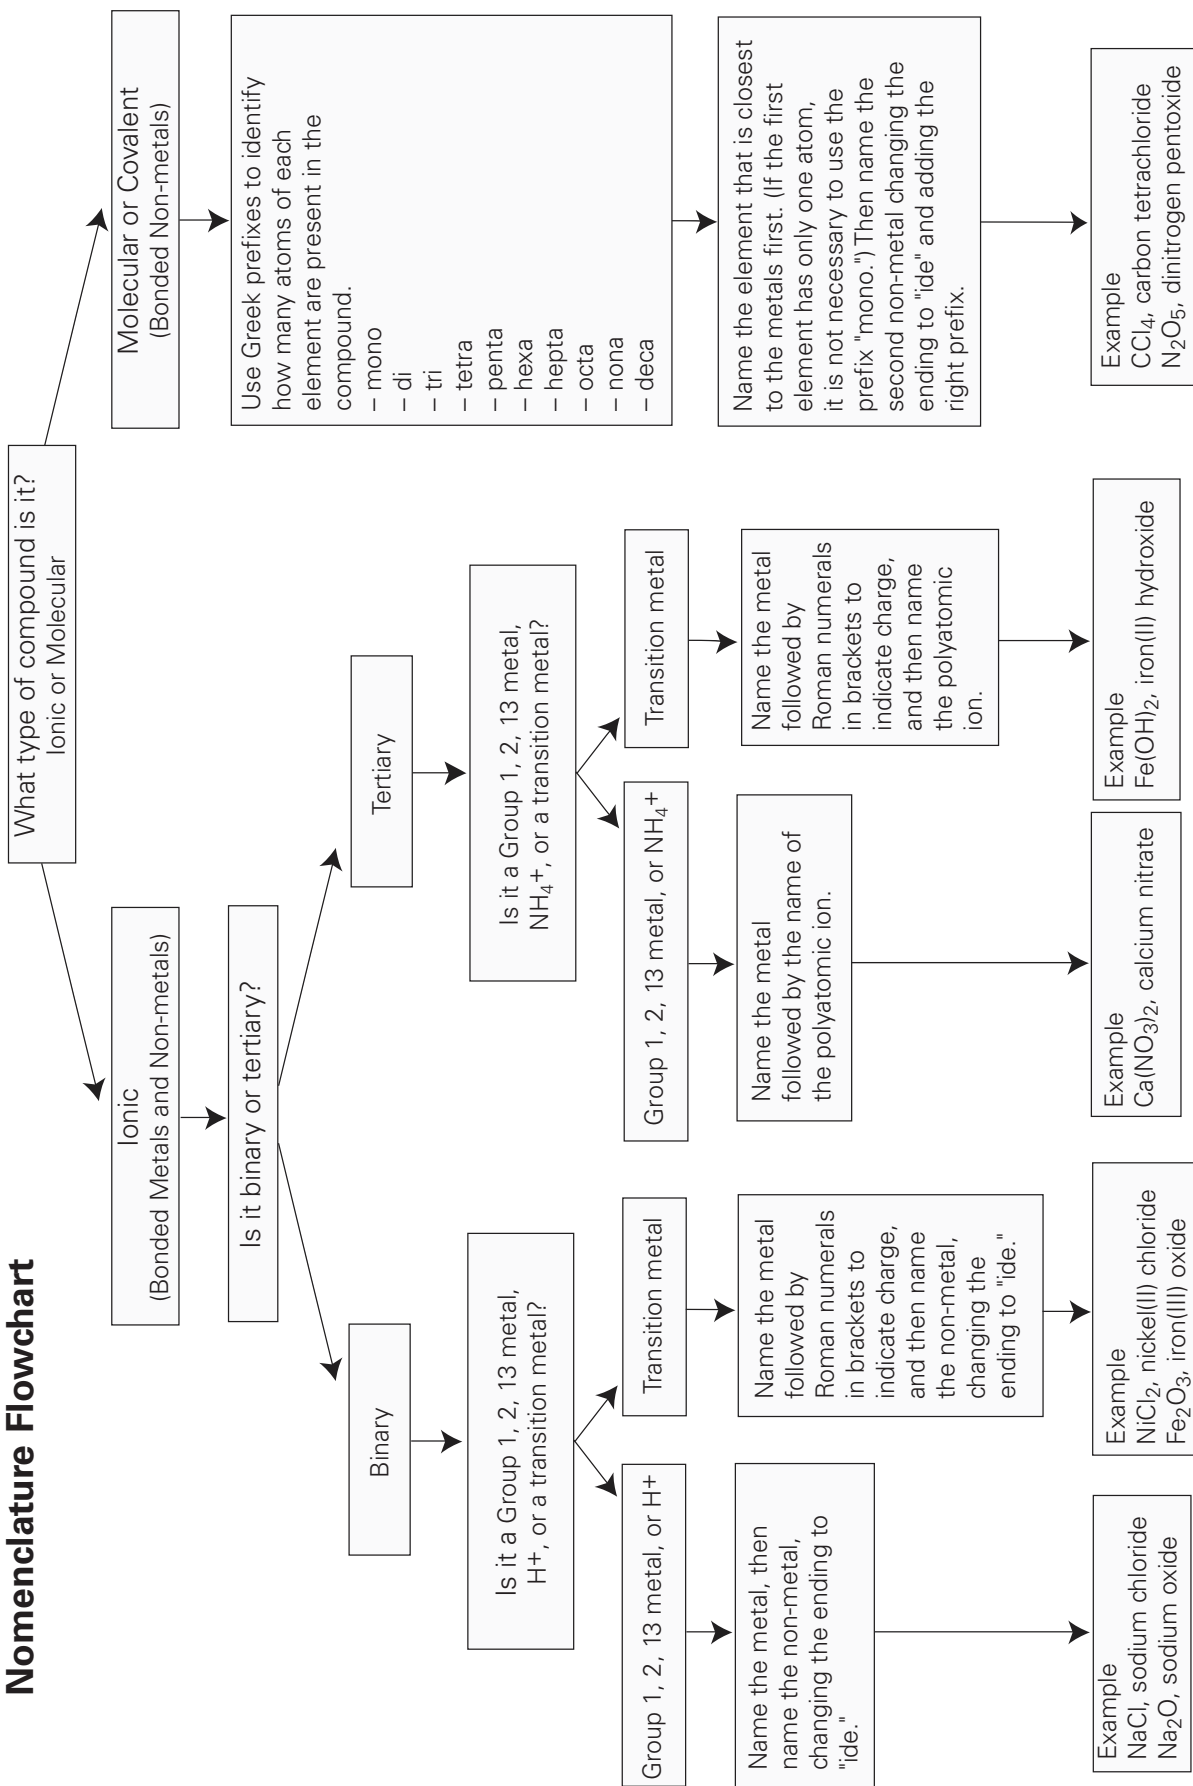 Nomenclature Flowchart
What type of compound is it?
Ionic or Molecular
Ionic
(Bonded Metals and Non-metals)
Is it binary or tertiary?
Binary
Is it a Group 1, 2, 13 metal,
H+, or a transition metal?
Group 1, 2, 13 metal, or H+
Name the metal, then
name the non-metal,
changing the ending to
"ide."
Example
NaCl, sodium chloride
Na2O, sodium oxide
Transition metal
Name the metal
followed by
Roman numerals
in brackets to
indicate charge,
and then name
the non-metal,
changing the
ending to "ide."
Example
NiCl2, nickel(II) chloride
Fe2O3, iron(III) oxide
Tertiary
Is it a Group 1, 2, 13 metal,
NH4+, or a transition metal?
Group 1, 2, 13 metal, or NH4+
Name the metal
followed by the name of
the polyatomic ion.
Example
Ca(NO3)2, calcium nitrate
Transition metal
Name the metal
followed by
Roman numerals
in brackets to
indicate charge,
and then name
the polyatomic
ion.
Example
Fe(OH)2, iron(II) hydroxide
Molecular or Covalent
(Bonded Non-metals)
Use Greek prefixes to identify
how many atoms of each
element are present in the
compound.
– mono
– di
– tri
– tetra
– penta
– hexa
– hepta
– octa
– nona
– deca
Name the element that is closest
to the metals first. (If the first
element has only one atom,
it is not necessary to use the
prefix "mono.") Then name the
second non-metal changing the
ending to "ide" and adding the
right prefix.
Example
CCl4, carbon tetrachloride
N2O5, dinitrogen pentoxide